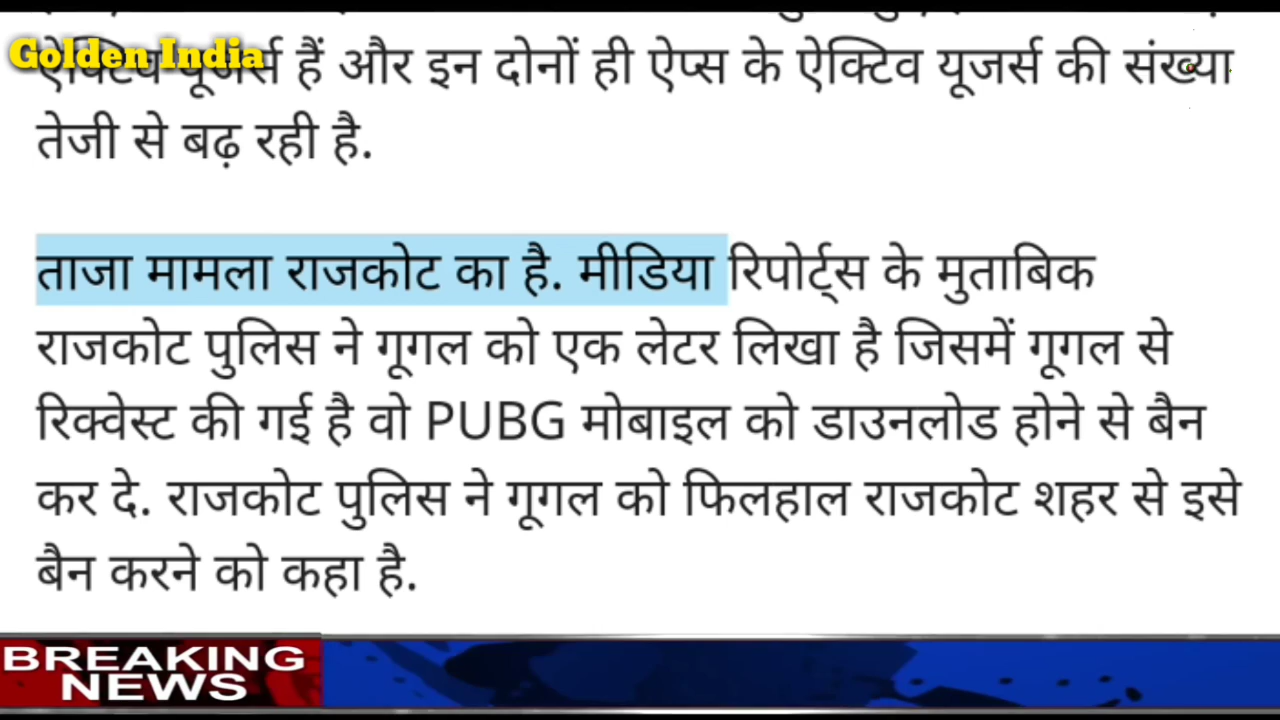 Golden India
ऐक्टिव यूजर्स हैं और इन दोनों ही ऐप्स के ऐक्टिव यूजर्स की संख्या
तेजी से बढ़ रही है.
ताजा मामला राजकोट का है. मीडिया रिपोर्ट्स के मुताबिक
राजकोट पुलिस ने गूगल को एक लेटर लिखा है जिसमें गूगल से
रिक्वेस्ट की गई है वो PUBG मोबाइल को डाउनलोड होने से बैन
कर दे. राजकोट पुलिस ने गूगल को फिलहाल राजकोट शहर से इसे
बैन करने को कहा है.
BREAKING
NEWS